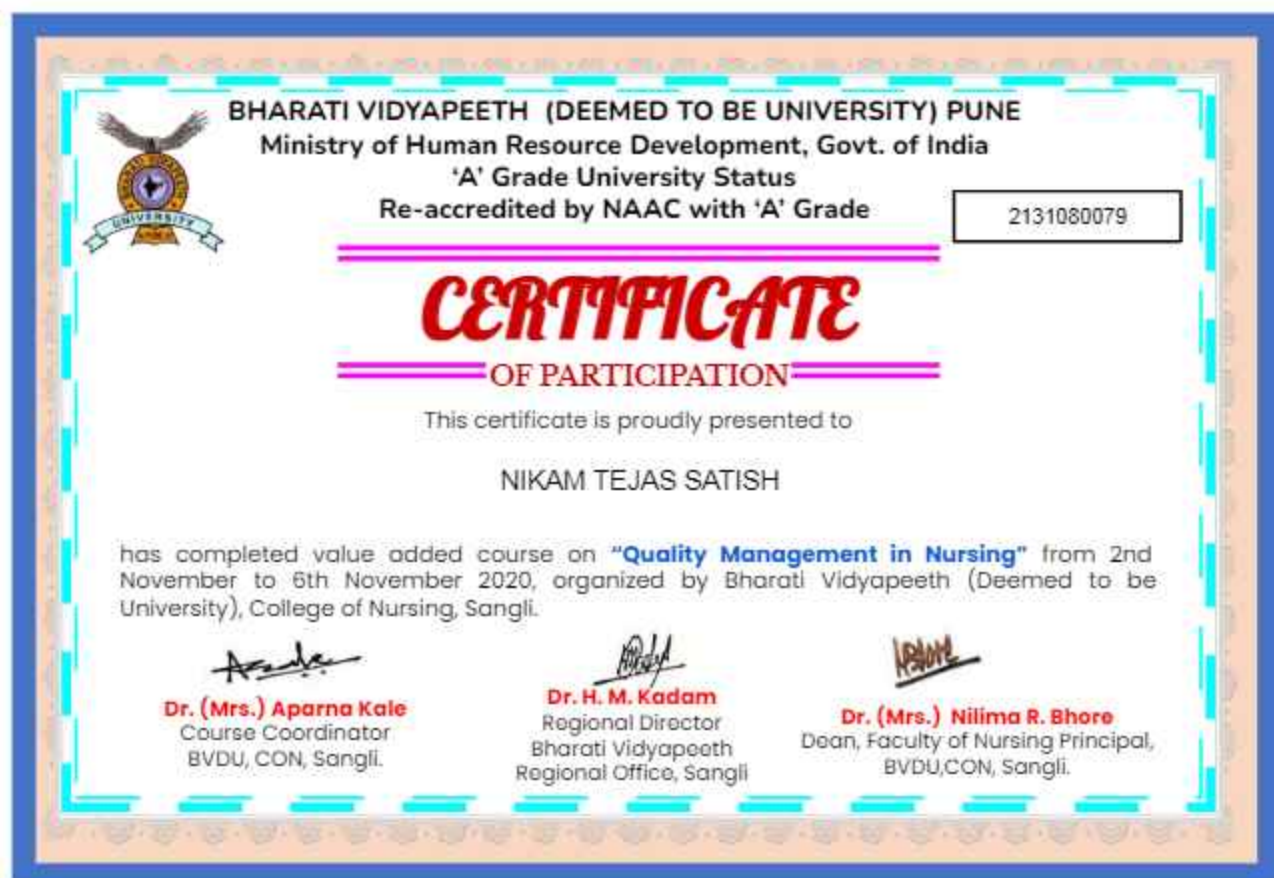 BHARATI VIDYAPEETH (DEEMED TO BE UNIVERSITY) PUNE
Ministry of Human Resource Development, Govt. of India
‘A’ Grade University Status
Re-accredited by NAAC with ‘A’ Grade
2131080079
BHARATI VIDYAPEETH
UNIVERSITY
CERTIFICATE
OF PARTICIPATION
This certificate is proudly presented to
NIKAM TEJAS SATISH
has completed value added course on “Quality Management in Nursing” from 2nd
November to 6th November 2020, organized by Bharati Vidyapeeth (Deemed to be
University), College of Nursing, Sangli.
Dr. (Mrs.) Aparna Kale
Course Coordinator
BVDU, CON, Sangli.
Dr. H. M. Kadam
Regional Director
Bharati Vidyapeeth
Regional Office, Sangli
Dr. (Mrs.) Nilima R. Bhore
Dean, Faculty of Nursing Principal,
BVDU,CON, Sangli.